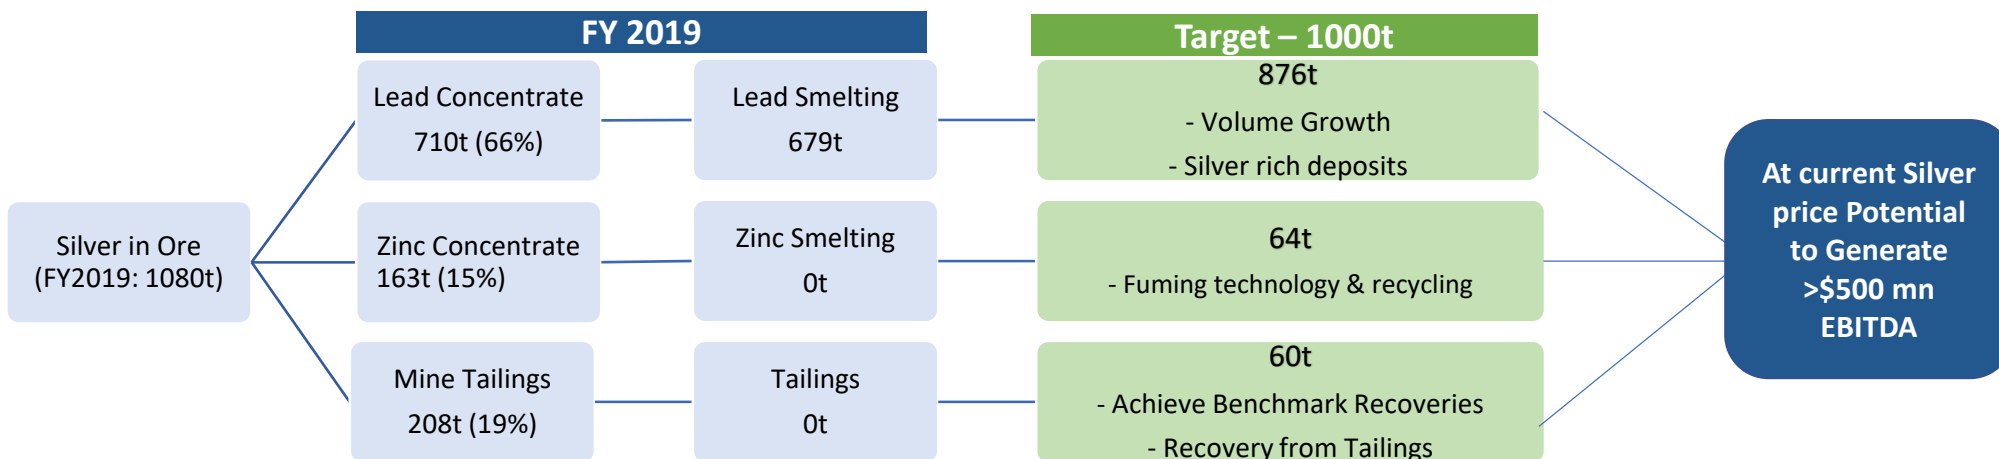 FY 2019
Target – 1000t
Silver in Ore
(FY2019: 1080t)
Lead Concentrate
710t (66%)
Lead Smelting
679t
876t
- Volume Growth
- Silver rich deposits
Zinc Concentrate
163t (15%)
Zinc Smelting
0t
64t
- Fuming technology & recycling
Mine Tailings
208t (19%)
Tailings
0t
60t
- Achieve Benchmark Recoveries
- Recovery from Tailings
At current Silver
price Potential
to Generate
>$500 mn
EBITDA